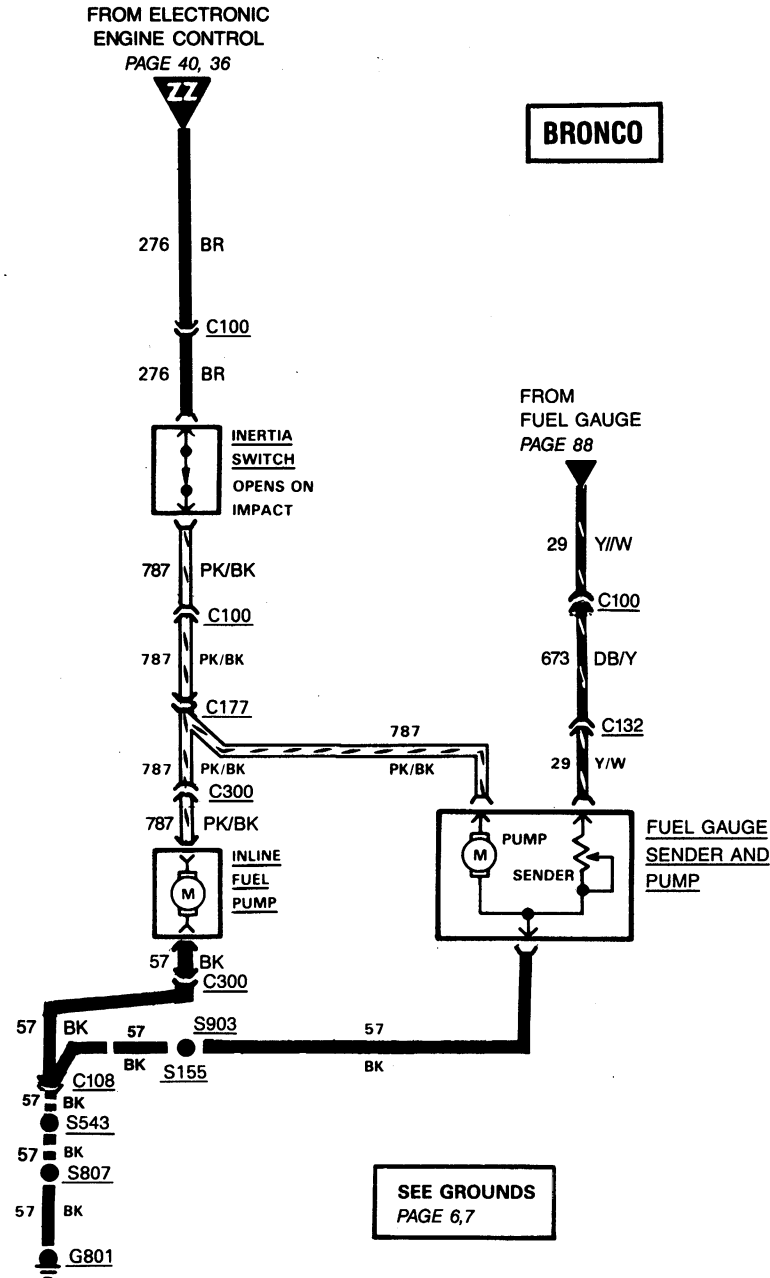 FROM ELECTRONIC
ENGINE CONTROL
PAGE 40, 36
ZZ
BRONCO
276 BR
C100
276 BR
INERTIA
SWITCH
OPENS ON
IMPACT
FROM
FUEL GAUGE
PAGE 88
29 Y//W
787 PK/BK
C100
C100
787 PK/BK
673 DB/Y
C177
C132
787
PK/BK
787 PK/BK
29 Y/W
C300
787 PK/BK
INLINE
FUEL
PUMP
M
M
PUMP
SENDER
FUEL GAUGE
SENDER AND
PUMP
57 BK
C300
57 BK
57
BK
S903
S155
57
BK
C108
57 BK
S543
57 BK
S807
57 BK
G801
SEE GROUNDS
PAGE 6,7